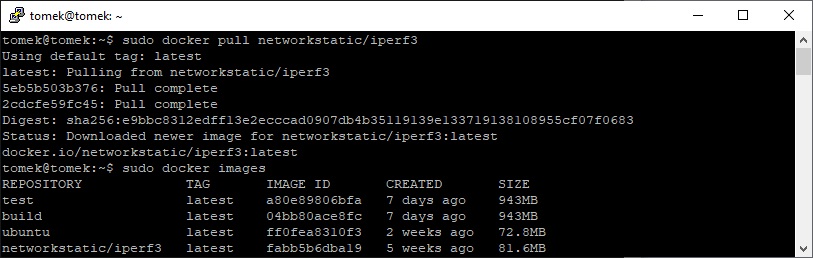 tomek@tomek: ~
tomek@tomek:~$ sudo docker pull networkstatic/iperf3
Using default tag: latest
latest: Pulling from networkstatic/iperf3
5eb5b503b376: Pull complete
2cdcfe59fc45: Pull complete
Digest: sha256:e9bbc8312edff13e2ecccad0907db4b35119139e133719138108955cf07f0683
Status: Downloaded newer image for networkstatic/iperf3:latest
docker.io/networkstatic/iperf3:latest
tomek@tomek:~$ sudo docker images
REPOSITORY TAG IMAGE ID CREATED SIZE
test latest a80e89806bfa 7 days ago 943MB
build latest 04bb80ace8fc 7 days ago 943MB
ubuntu latest ff0fea8310f3 2 weeks ago 72.8MB
networkstatic/iperf3 latest fabb5b6dba19 5 weeks ago 81.6MB